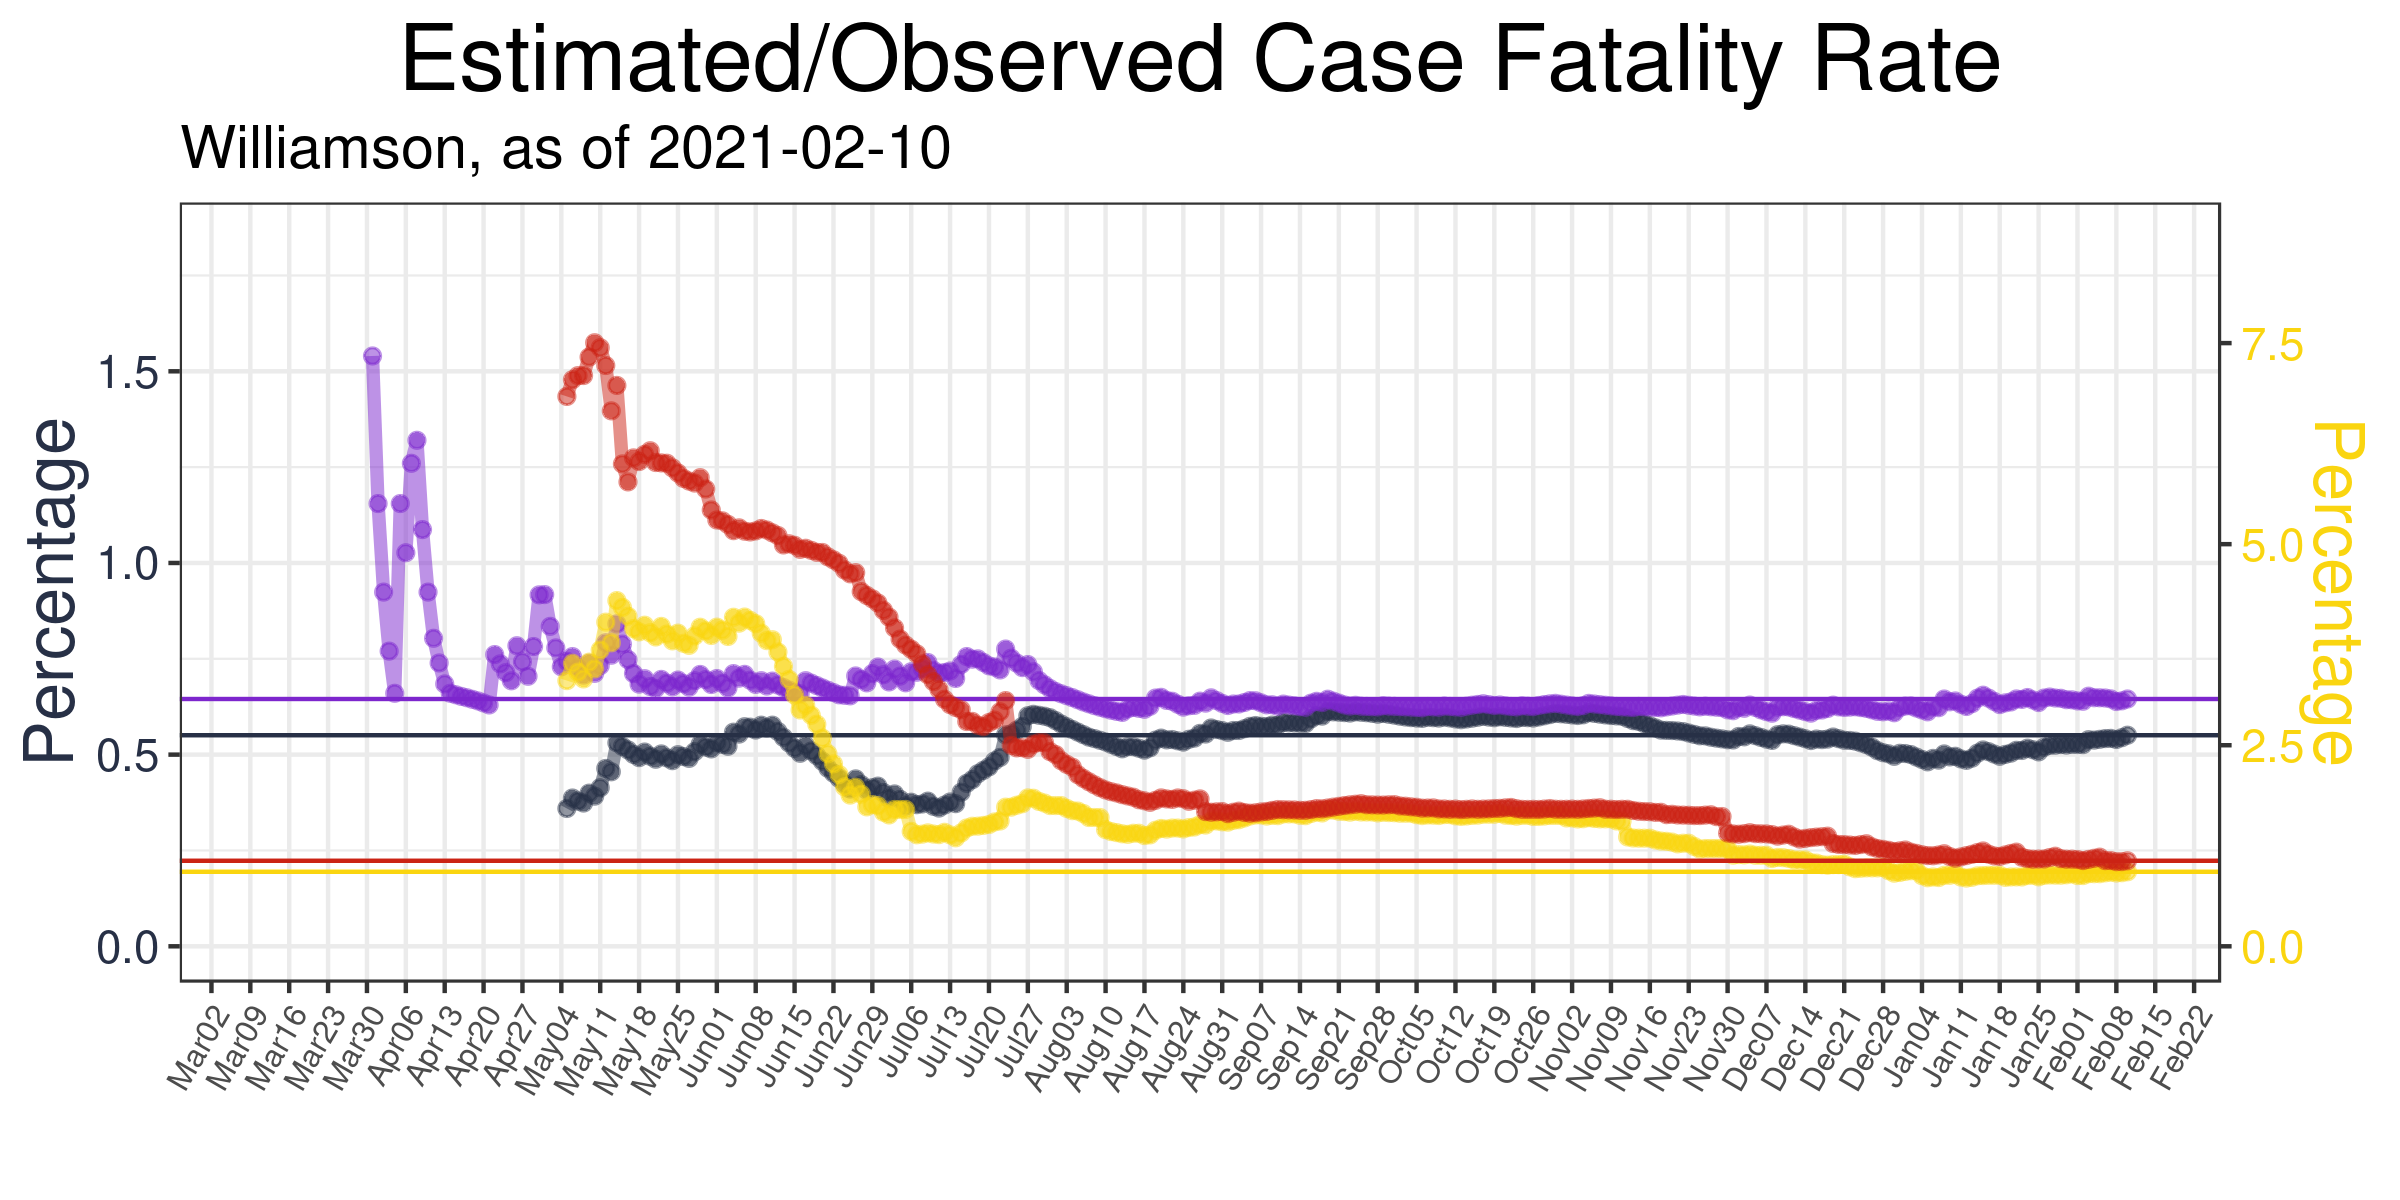 Estimated/Observed Case Fatality Rate
Williamson, as of 2021-02-10
Percentage
1.5
1.0
0.5
0.0
7.5
5.0
2.5
0.0
Percentage
Mar02
Mar09
Mar16
Mar23
Mar30
Apr06
Apr13
Apr20
Apr27
May04
May11
May18
May25
Jun01
Jun08
Jun15
Jun22
Jun29
Jul06
Jul13
Jul20
Jul27
Aug03
Aug10
Aug17
Aug24
Aug31
Sep07
Sep14
Sep21
Sep28
Oct05
Oct12
Oct19
Oct26
Nov02
Nov09
Nov16
Nov23
Nov30
Dec07
Dec14
Dec21
Dec28
Jan04
Jan11
Jan18
Jan25
Feb01
Feb08
Feb15
Feb22